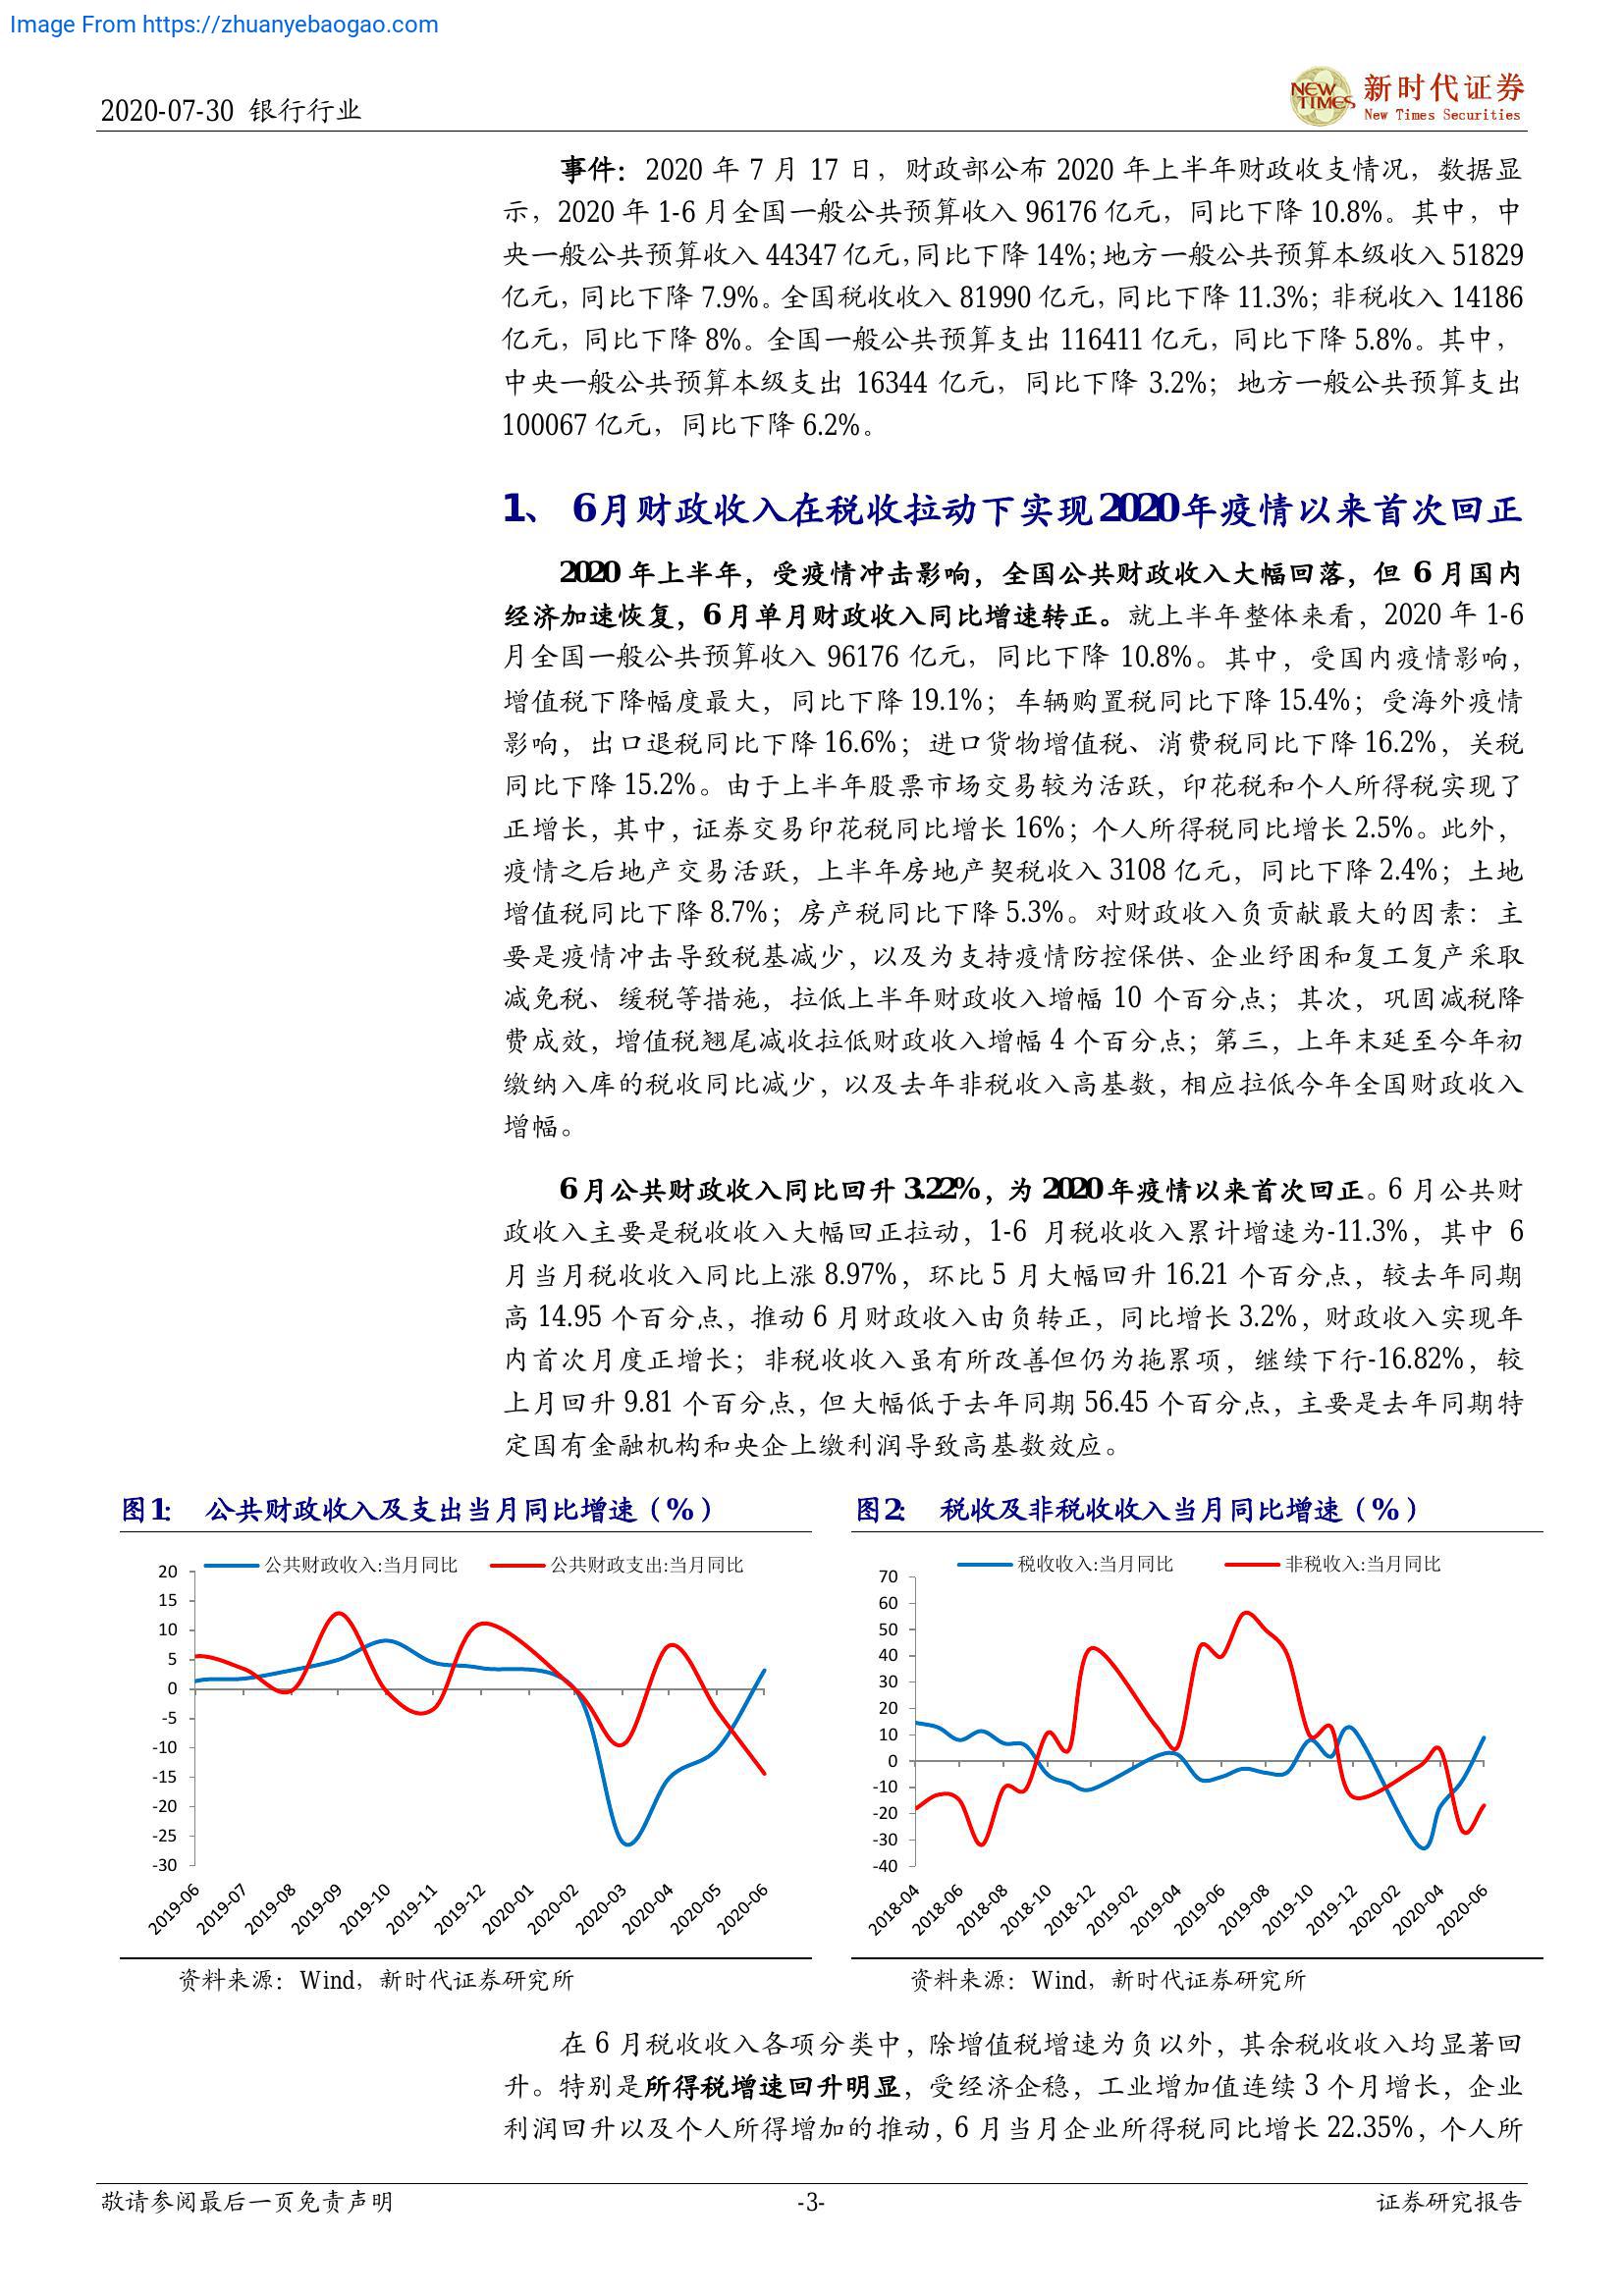 Image From https://zhuanyebaogao.com
2020-07-30 银行行业
NEW TIMES
新时代证券
New Times Securities
事件：2020 年 7 月 17 日，财政部公布 2020 年上半年财政收支情况，数据显
示，2020 年 1-6 月全国一般公共预算收入 96176 亿元，同比下降 10.8%。其中，中
央一般公共预算收入 44347 亿元，同比下降 14%；地方一般公共预算本级收入 51829
亿元，同比下降 7.9%。全国税收收入 81990 亿元，同比下降 11.3%；非税收入 14186
亿元，同比下降 8%。全国一般公共预算支出 116411 亿元，同比下降 5.8%。其中，
中央一般公共预算本级支出 16344 亿元，同比下降 3.2%；地方一般公共预算支出
100067 亿元，同比下降 6.2%。
1、 6月财政收入在税收拉动下实现2020年疫情以来首次回正
2020 年上半年，受疫情冲击影响，全国公共财政收入大幅回落，但 6 月国内
经济加速恢复，6 月单月财政收入同比增速转正。就上半年整体来看，2020 年 1-6
月全国一般公共预算收入 96176 亿元，同比下降 10.8%。其中，受国内疫情影响，
增值税下降幅度最大，同比下降 19.1%；车辆购置税同比下降 15.4%；受海外疫情
影响，出口退税同比下降 16.6%；进口货物增值税、消费税同比下降 16.2%，关税
同比下降 15.2%。由于上半年股票市场交易较为活跃，印花税和个人所得税实现了
正增长，其中，证券交易印花税同比增长 16%；个人所得税同比增长 2.5%。此外，
疫情之后地产交易活跃，上半年房地产契税收入 3108 亿元，同比下降 2.4%；土地
增值税同比下降 8.7%；房产税同比下降 5.3%。对财政收入负贡献最大的因素：主
要是疫情冲击导致税基减少，以及为支持疫情防控保供、企业纾困和复工复产采取
减免税、缓税等措施，拉低上半年财政收入增幅 10 个百分点；其次，巩固减税降
费成效，增值税翘尾减收拉低财政收入增幅 4 个百分点；第三，上年末延至今年初
缴纳入库的税收同比减少，以及去年非税收入高基数，相应拉低今年全国财政收入
增幅。
6 月公共财政收入同比回升 3.22%，为 2020 年疫情以来首次回正。6 月公共财
政收入主要是税收收入大幅回正拉动，1-6 月税收收入累计增速为-11.3%，其中 6
月当月税收收入同比上涨 8.97%，环比 5 月大幅回升 16.21 个百分点，较去年同期
高 14.95 个百分点，推动 6 月财政收入由负转正，同比增长 3.2%，财政收入实现年
内首次月度正增长；非税收收入虽有所改善但仍为拖累项，继续下行-16.82%，较
上月回升 9.81 个百分点，但大幅低于去年同期 56.45 个百分点，主要是去年同期特
定国有金融机构和央企上缴利润导致高基数效应。
图1： 公共财政收入及支出当月同比增速（%）
公共财政收入:当月同比 公共财政支出:当月同比
20
15
10
5
0
-5
-10
-15
-20
-25
-30
2019-06 2019-07 2019-08 2019-09 2019-10 2019-11 2019-12 2020-01 2020-02 2020-03 2020-04 2020-05 2020-06
资料来源：Wind，新时代证券研究所
图2： 税收及非税收收入当月同比增速（%）
税收收入:当月同比 非税收入:当月同比
70
60
50
40
30
20
10
0
-10
-20
-30
-40
2018-04 2018-06 2018-08 2018-10 2018-12 2019-02 2019-04 2019-06 2019-08 2019-10 2019-12 2020-02 2020-04 2020-06
资料来源：Wind，新时代证券研究所
在 6 月税收收入各项分类中，除增值税增速为负以外，其余税收收入均显著回
升。特别是所得税增速回升明显，受经济企稳，工业增加值连续 3 个月增长，企业
利润回升以及个人所得增加的推动，6 月当月企业所得税同比增长 22.35%，个人所
敬请参阅最后一页免责声明
-3-
证券研究报告